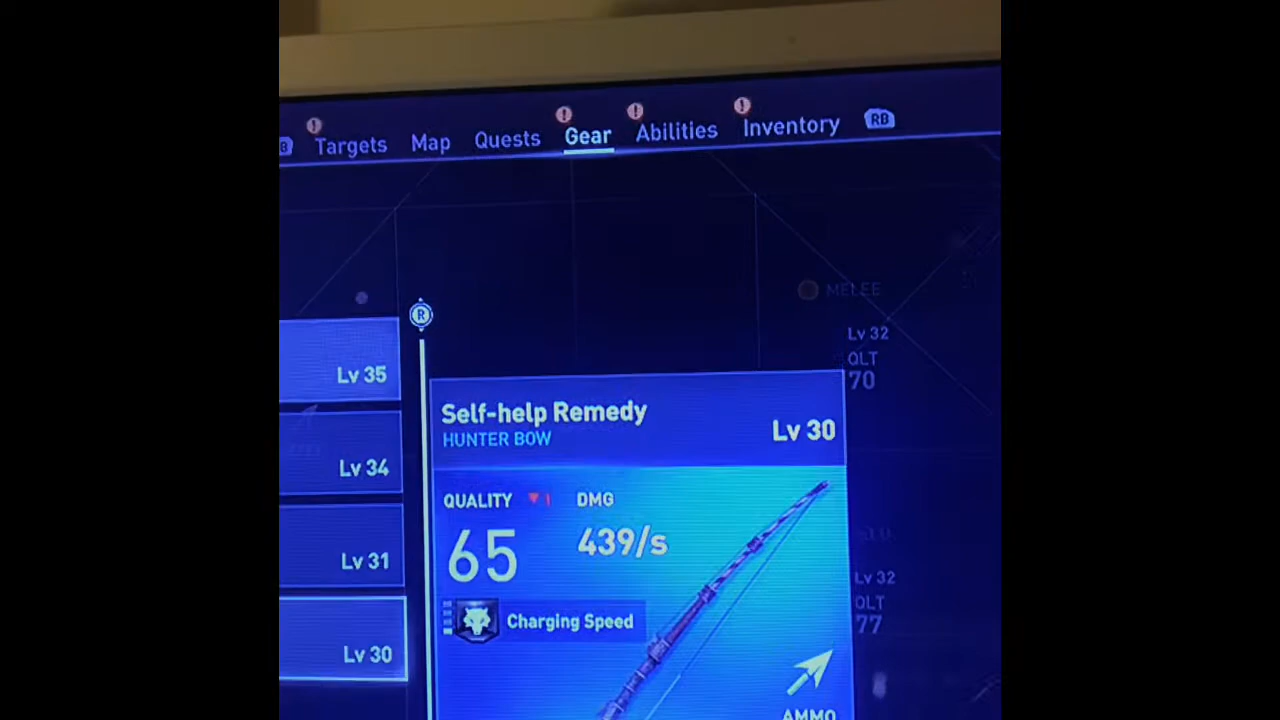 Targets Map Quests Gear Abilities Inventory RB
R
MELEE
Lv 32
QLT
70
Lv 35
Self-help Remedy
HUNTER BOW
Lv 30
Lv 34
QUALITY 1 DMG
65 439/s
Lv 31
Lv 32
QLT
77
Charging Speed
Lv 30
AMMO